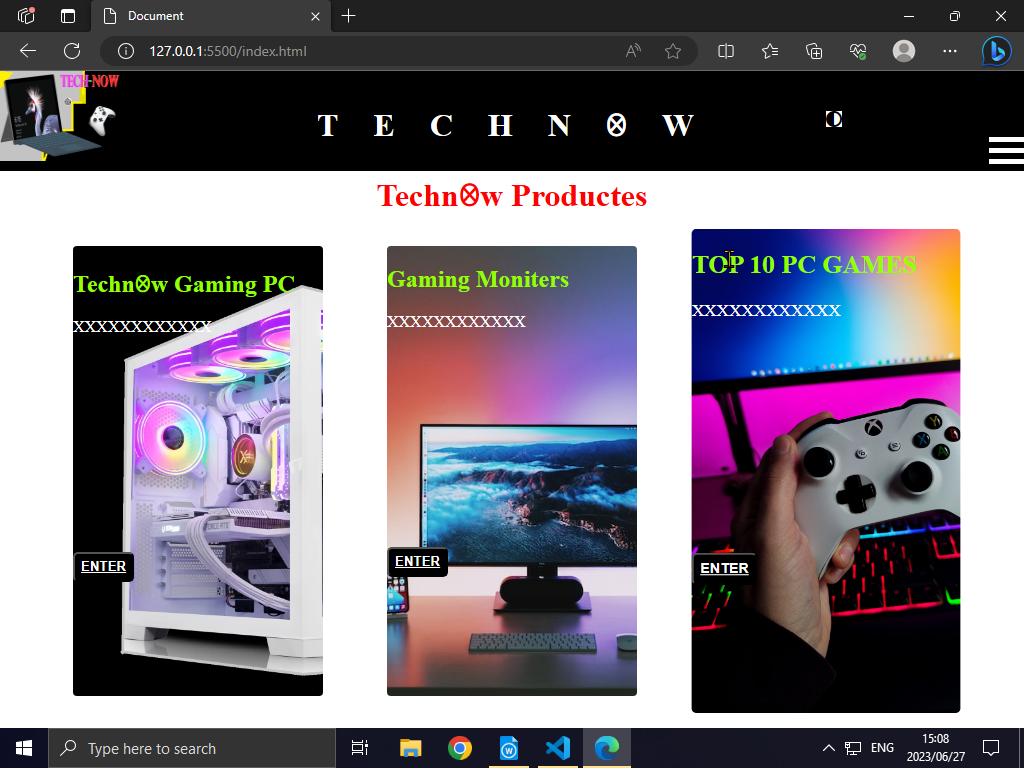 Document
127.0.0.1:5500/index.html
TECH-NOW
T E C H N ⦻ W
Techn⦻w Productes
Techn⦻w Gaming PC
XXXXXXXXXXXX
ENTER
Gaming Moniters
XXXXXXXXXXXX
ENTER
TOP 10 PC GAMES
XXXXXXXXXXXX
ENTER
Type here to search
ENG
15:08
2023/06/27